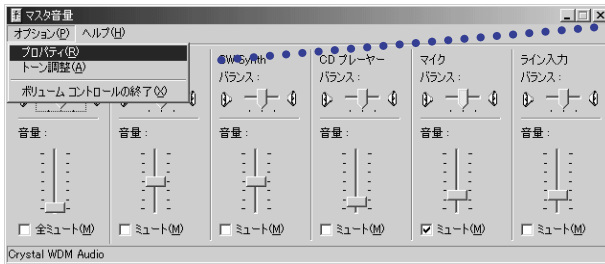 マスタ音量
オプション(P) ヘルプ(H)
プロパティ(R)
トーン調整(A)
ボリューム コントロールの終了(X)
SW Synth
CD プレーヤー
マイク
ライン入力
バランス:
バランス:
バランス:
バランス:
音量:
音量:
音量:
音量:
音量:
音量:
全ミュート(M)
ミュート(M)
ミュート(M)
ミュート(M)
ミュート(M)
ミュート(M)
Crystal WDM Audio